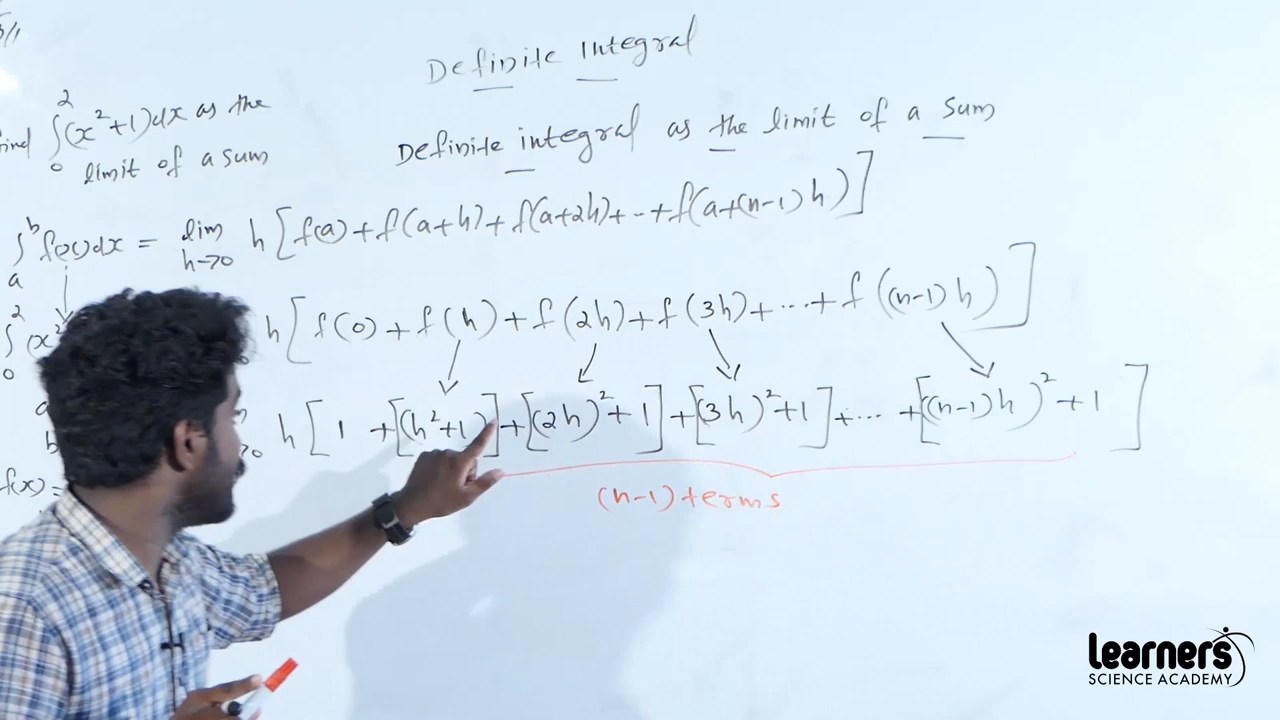 Definite Integral
Definite integral as the limit of a sum
∫₀² (x²+1)dx as the
limit of a sum
∫ₐᵇ f(x)dx = lim h→0 h[f(a)+f(a+h)+f(a+2h)+..+f(a+(n-1)h)]
∫₀² (x²
h[f(0)+f(h)+f(2h)+f(3h)+...+f((n-1)h)]
a
h[1+[(h²+1)]+[(2h)²+1]+[(3h)²+1]+....+[((n-1)h)²+1]
b
f(x)=
(n-1) terms
Learners
SCIENCE ACADEMY